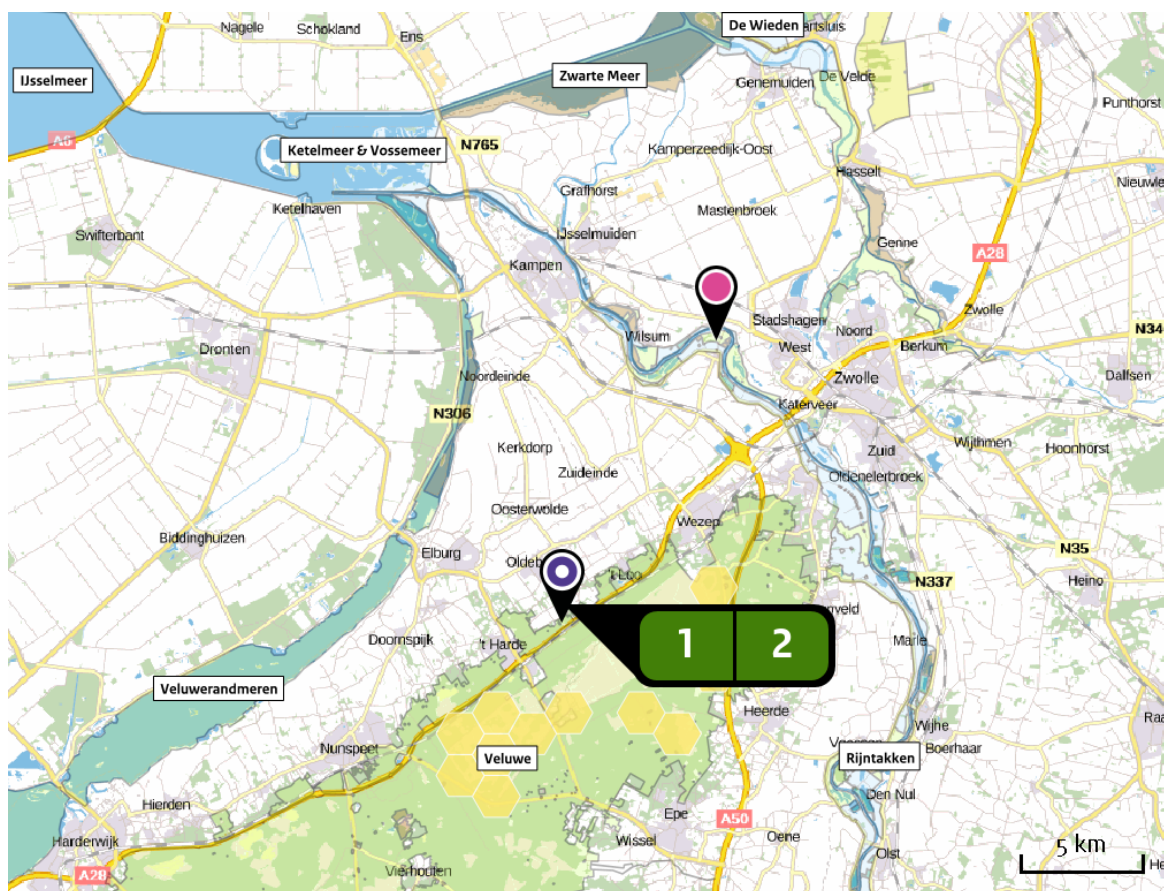 De Wieden
Nagele
Schokland
Ens
IJsselmeer
Zwarte Meer
Genemuiden
De Velde
Punthorst
A6
Ketelmeer & Vossemeer
N765
Kamperzeedijk-Oost
Hasselt
Grafhorst
Ketelhaven
Mastenbroek
Swifterbant
IJsselmuiden
Genne
A28
Kampen
Zwolle
Stadshagen
Noord
Wilsum
West
Berkum
Dronten
Noordeinde
Zwolle
Dalfsen
N306
Katerveer
Kerkdorp
Zuid
Wijthmen
Hoonhorst
Zuideinde
Oldenelerbroek
Oosterwolde
Wezep
Biddinghuizen
Elburg
N35
't Loo
Heino
N337
1
2
Doornspijk
't Harde
Marle
Veluwerandmeren
Heerde
Nunspeet
Wijhe
Boerhaar
Veluwe
Rijntakken
Den Nul
Hierden
Epe
A50
Harderwijk
Wissel
Oene
5 km
Olst
A28
Vierhouten